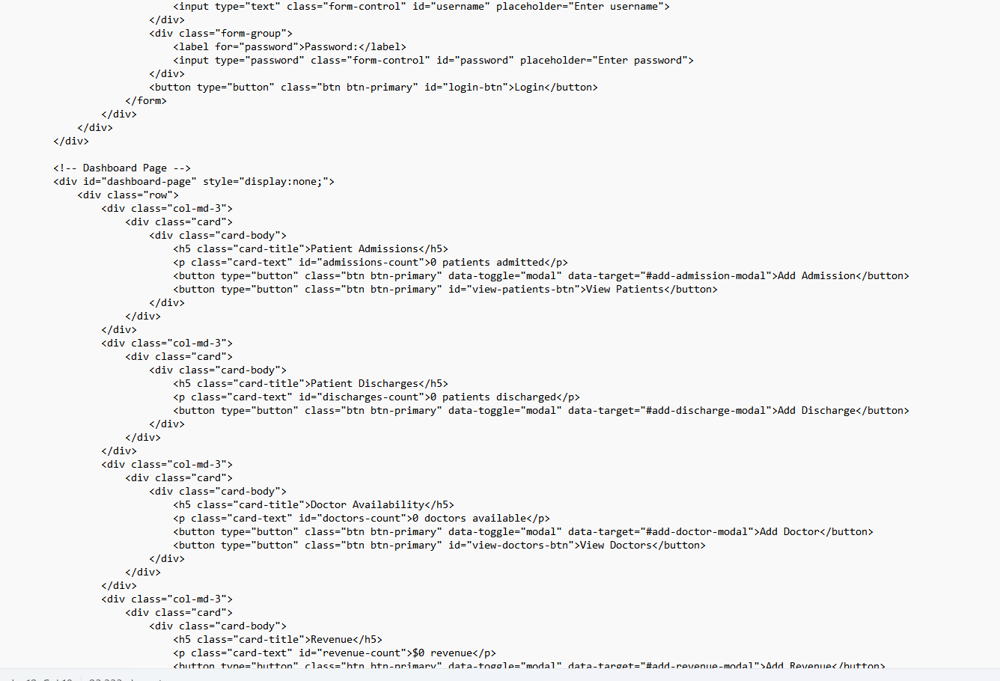 <input type="text" class="form-control" id="username" placeholder="Enter username">
</div>
<div class="form-group">
<label for="password">Password:</label>
<input type="password" class="form-control" id="password" placeholder="Enter password">
</div>
<button type="button" class="btn btn-primary" id="login-btn">Login</button>
</form>
</div>
</div>
</div>
<!-- Dashboard Page -->
<div id="dashboard-page" style="display:none;">
<div class="row">
<div class="col-md-3">
<div class="card">
<div class="card-body">
<h5 class="card-title">Patient Admissions</h5>
<p class="card-text" id="admissions-count">0 patients admitted</p>
<button type="button" class="btn btn-primary" data-toggle="modal" data-target="#add-admission-modal">Add Admission</button>
<button type="button" class="btn btn-primary" id="view-patients-btn">View Patients</button>
</div>
</div>
</div>
<div class="col-md-3">
<div class="card">
<div class="card-body">
<h5 class="card-title">Patient Discharges</h5>
<p class="card-text" id="discharges-count">0 patients discharged</p>
<button type="button" class="btn btn-primary" data-toggle="modal" data-target="#add-discharge-modal">Add Discharge</button>
</div>
</div>
</div>
<div class="col-md-3">
<div class="card">
<div class="card-body">
<h5 class="card-title">Doctor Availability</h5>
<p class="card-text" id="doctors-count">0 doctors available</p>
<button type="button" class="btn btn-primary" data-toggle="modal" data-target="#add-doctor-modal">Add Doctor</button>
<button type="button" class="btn btn-primary" id="view-doctors-btn">View Doctors</button>
</div>
</div>
</div>
<div class="col-md-3">
<div class="card">
<div class="card-body">
<h5 class="card-title">Revenue</h5>
<p class="card-text" id="revenue-count">$0 revenue</p>
<button type="button" class="btn btn-primary" data-toggle="modal" data-target="#add-revenue-modal">Add Revenue</button>